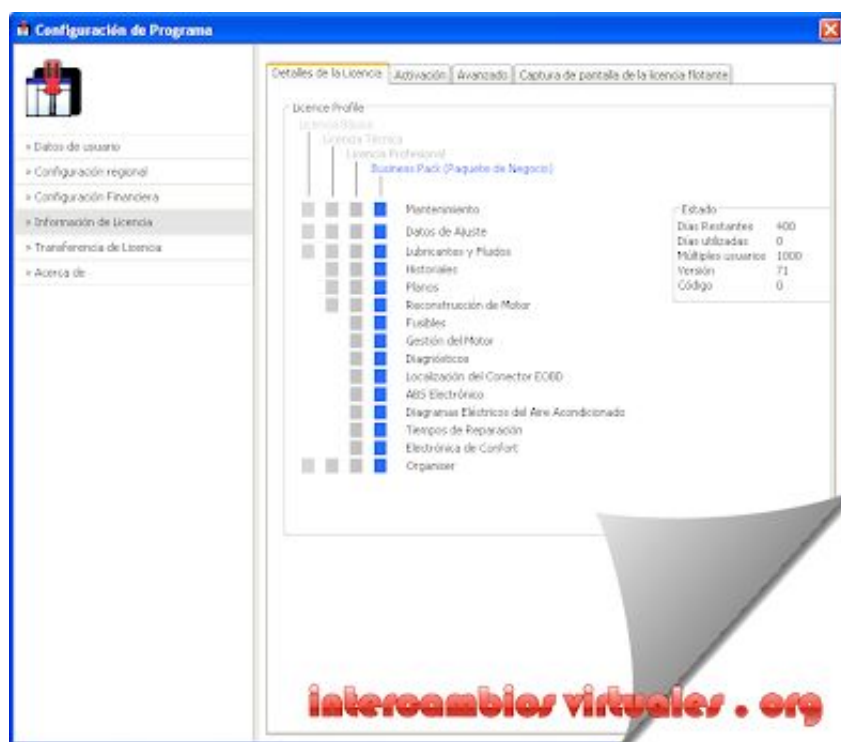 Configuración de Programa
» Datos de usuario
» Configuración regional
» Configuración Financiera
» Información de Licencia
» Transferencia de Licencia
» Acerca de
Detalles de la Licencia
Activación
Avanzado
Captura de pantalla de la licencia flotante
Licence Profile
Licencia Básica
Licencia Técnica
Licencia Profesional
Business Pack (Paquete de Negocio)
Mantenimiento
Datos de Ajuste
Lubricantes y Fluidos
Historiales
Planos
Reconstrucción de Motor
Fusibles
Gestión del Motor
Diagnósticos
Localización del Conector EOBD
ABS Electrónico
Diagramas Eléctricos del Aire Acondicionado
Tiempos de Reparación
Electrónica de Confort
Organiser
Estado
Días Restantes 400
Días utilizadas 0
Múltiples usuarios 1000
Versión 71
Código 0
intercambios virtuales . org